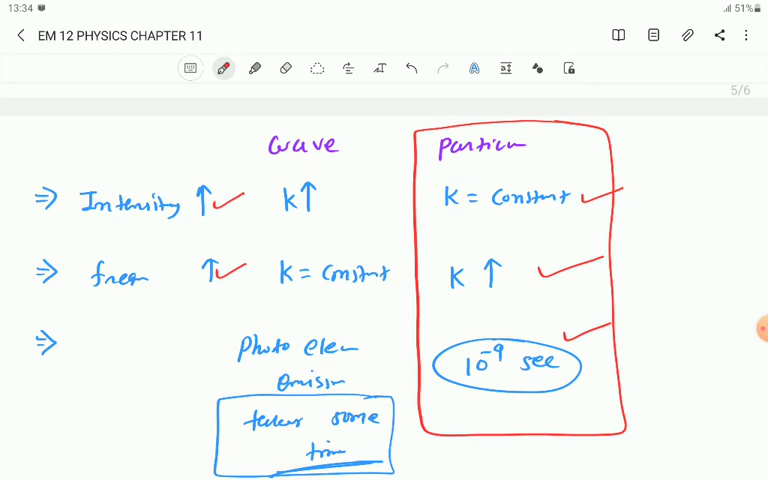 13:34 51%
EM 12 PHYSICS CHAPTER 11
5/6
Wave Particle
⇒ Intensity ↑ ✓ K↑ K = Constant ✓
⇒ freq ↑ ✓ K = Constant K ↑ ✓
⇒ ✓
Photo elec 10⁻⁹ sec
emission
takes some
time